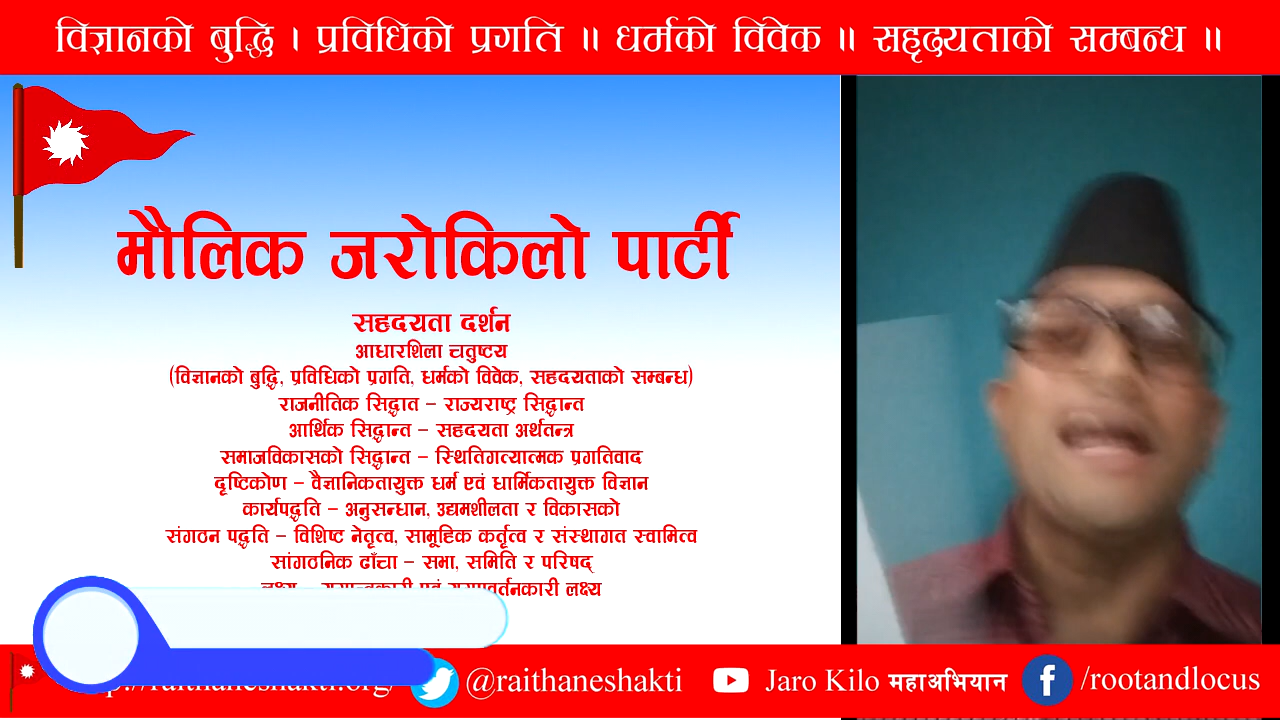 विज्ञानको बुद्धि । प्रविधिको प्रगति ॥ धर्मको विवेक ॥ सहृदयताको सम्बन्ध ॥
मौलिक जरोकिलो पार्टी
सहृदयता दर्शन
आधारशिला चतुष्टय
(विज्ञानको बुद्धि, प्रविधिको प्रगति, धर्मको विवेक, सहृदयताको सम्बन्ध)
राजनीतिक सिद्धात – राज्यराष्ट्र सिद्धान्त
आर्थिक सिद्धान्त – सहृदयता अर्थतन्त्र
समाजविकासको सिद्धान्त – स्थितिगत्यात्मक प्रगतिवाद
दृष्टिकोण – वैज्ञानिकतायुक्त धर्म एवं धार्मिकतायुक्त विज्ञान
कार्यपद्धति – अनुसन्धान, उद्यमशीलता र विकासको
संगठन पद्धति – विशिष्ट नेतृत्व, सामूहिक कर्तृत्व र संस्थागत स्वामित्व
सांगठनिक ढाँचा – सभा, समिति र परिषद्
लक्ष्य
@raithaneshakti Jaro Kilo महाअभियान /rootandlocus